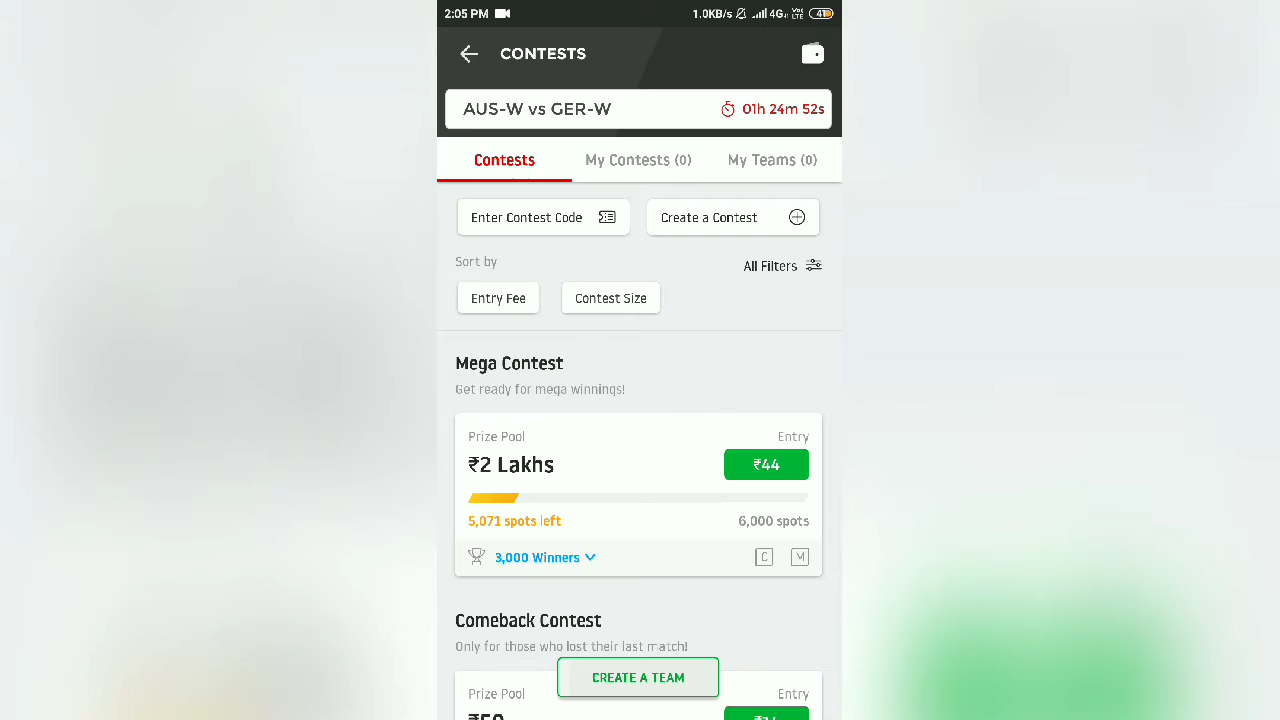 2:05 PM 1.0KB/s 4G VoLTE 41
CONTESTS
AUS-W vs GER-W 01h 24m 52s
Contests My Contests (0) My Teams (0)
Enter Contest Code Create a Contest
Sort by All Filters
Entry Fee Contest Size
Mega Contest
Get ready for mega winnings!
Prize Pool Entry
₹2 Lakhs ₹44
5,071 spots left 6,000 spots
3,000 Winners C M
Comeback Contest
Only for those who lost their last match!
CREATE A TEAM
Prize Pool Entry